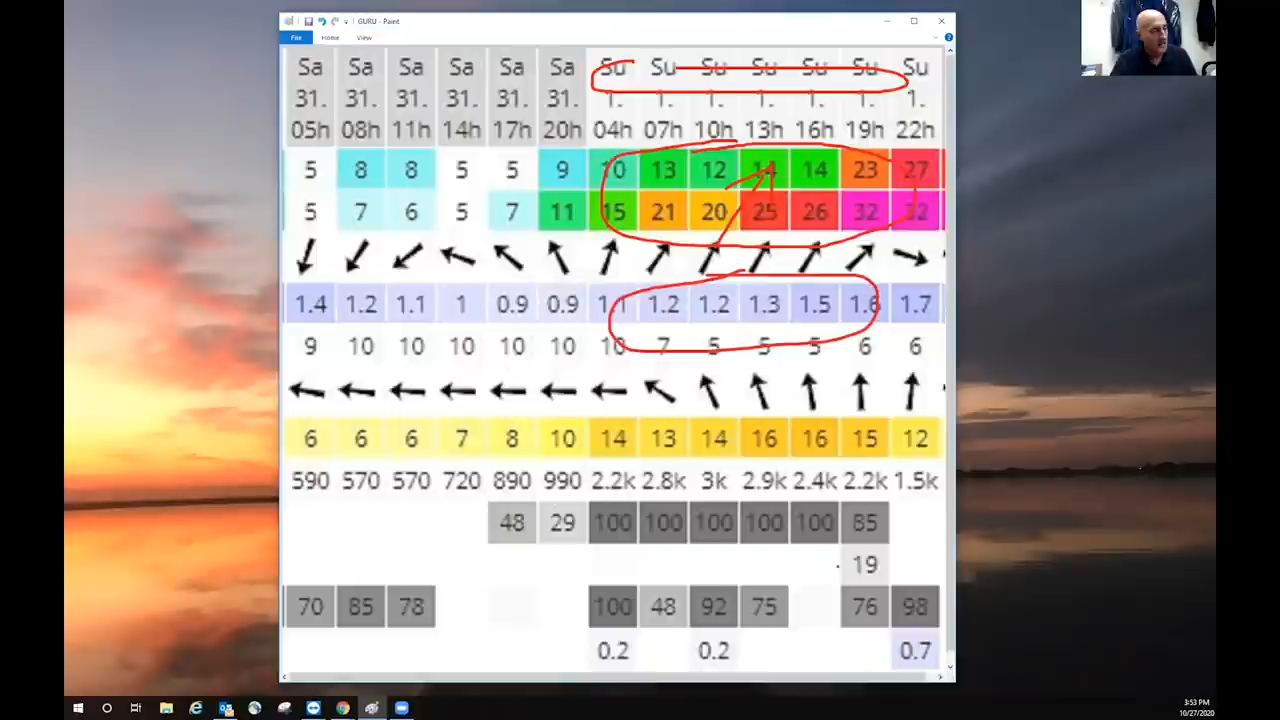 GURU - Paint
File Home View
Sa Sa Sa Sa Sa Sa Su Su Su Su Su Su Su
31. 31. 31. 31. 31. 31. 1. 1. 1. 1. 1. 1. 1.
05h 08h 11h 14h 17h 20h 04h 07h 10h 13h 16h 19h 22h
5 8 8 5 5 9 10 13 12 14 14 23 27
5 7 6 5 7 11 15 21 20 25 26 32 32
1.4 1.2 1.1 1 0.9 0.9 1.1 1.2 1.2 1.3 1.5 1.6 1.7
9 10 10 10 10 10 10 7 5 5 5 6 6
6 6 6 7 8 10 14 13 14 16 16 15 12
590 570 570 720 890 990 2.2k 2.8k 3k 2.9k 2.4k 2.2k 1.5k
48 29 100 100 100 100 100 85
19
70 85 78 100 48 92 75 76 98
0.2 0.2 0.7
3:53 PM
10/27/2020